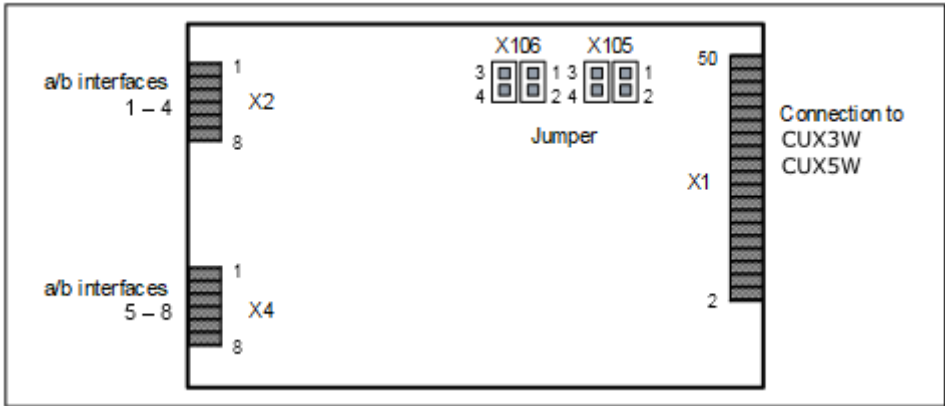 X106 X105
50
1
a/b interfaces
1 – 4
X2
3 1 3 1
4 2 4 2
Connection to
CUX3W
CUX5W
8
Jumper
X1
1
a/b interfaces
5 – 8
X4
2
8